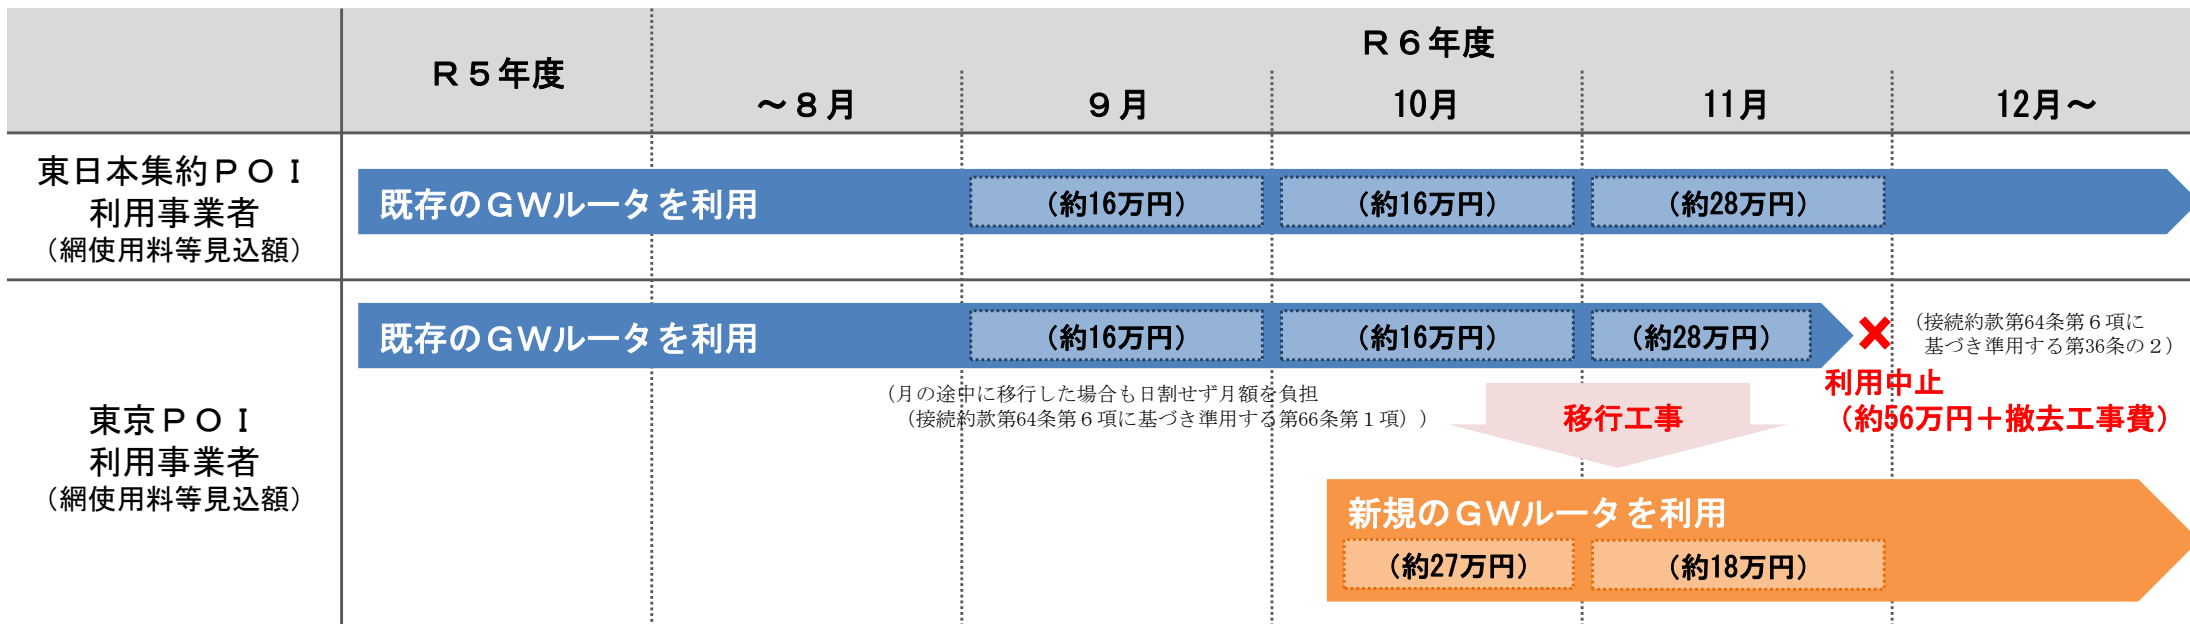 R5年度
R6年度
～8月
9月
10月
11月
12月～
東日本集約POI
利用事業者
（網使用料等見込額）
既存のGWルータを利用
（約16万円）
（約16万円）
（約28万円）
東京POI
利用事業者
（網使用料等見込額）
既存のGWルータを利用
（約16万円）
（約16万円）
（約28万円）
（接続約款第64条第6項に
基づき準用する第36条の2）
利用中止
（約56万円＋撤去工事費）
（月の途中に移行した場合も日割せず月額を負担
（接続約款第64条第6項に基づき準用する第66条第1項））
移行工事
新規のGWルータを利用
（約27万円）
（約18万円）